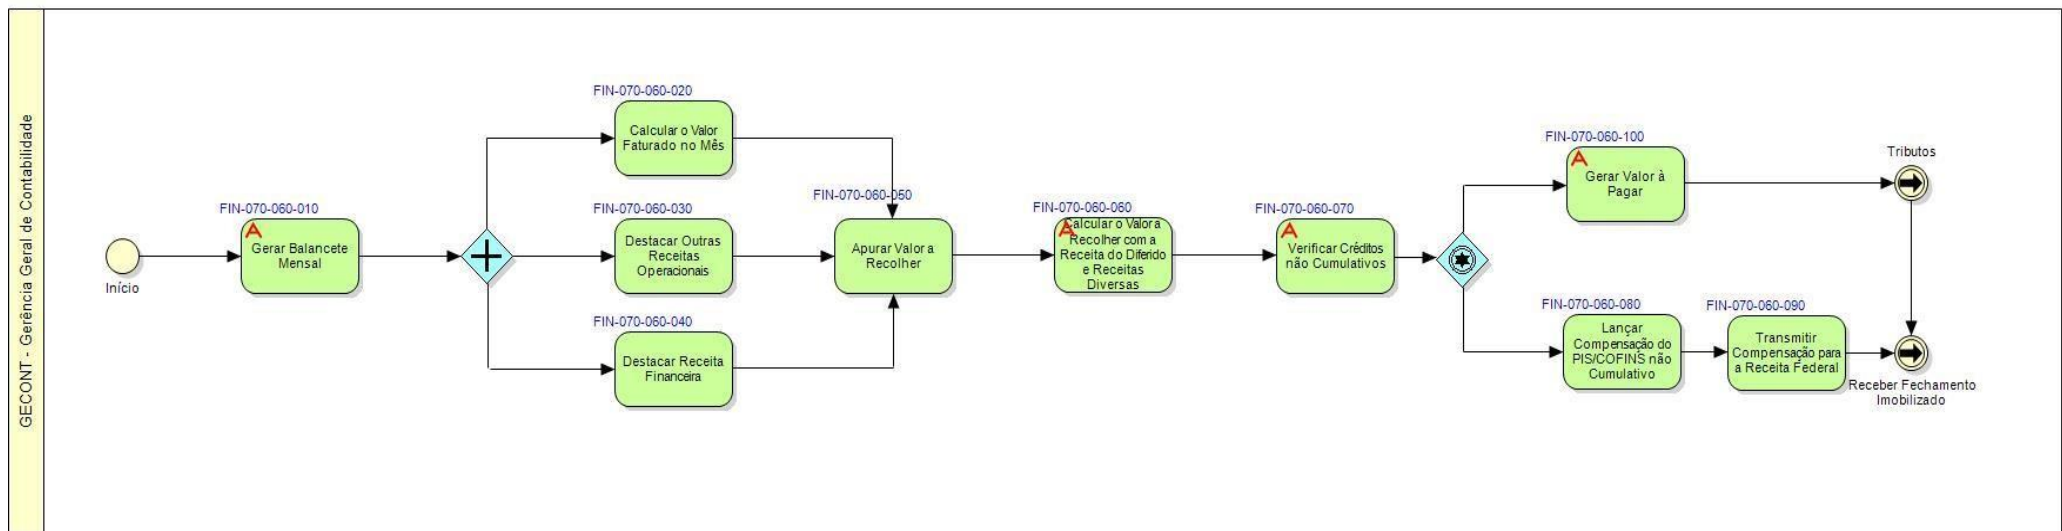 GECONT - Gerência Geral de Contabilidade
Início
FIN-070-060-010
A
Gerar Balancete
Mensal
FIN-070-060-020
Calcular o Valor
Faturado no Mês
FIN-070-060-030
Destacar Outras
Receitas
Operacionais
FIN-070-060-040
Destacar Receita
Financeira
FIN-070-060-050
Apurar Valor a
Recolher
FIN-070-060-060
A
Calcular o Valor a
Recolher com a
Receita do Diferido
e Receitas
Diversas
FIN-070-060-070
A
Verificar Créditos
não Cumulativos
FIN-070-060-100
A
Gerar Valor à
Pagar
Tributos
FIN-070-060-080
Lançar
Compensação do
PIS/COFINS não
Cumulativo
FIN-070-060-090
Transmitir
Compensação para
a Receita Federal
Receber Fechamento
Imobilizado